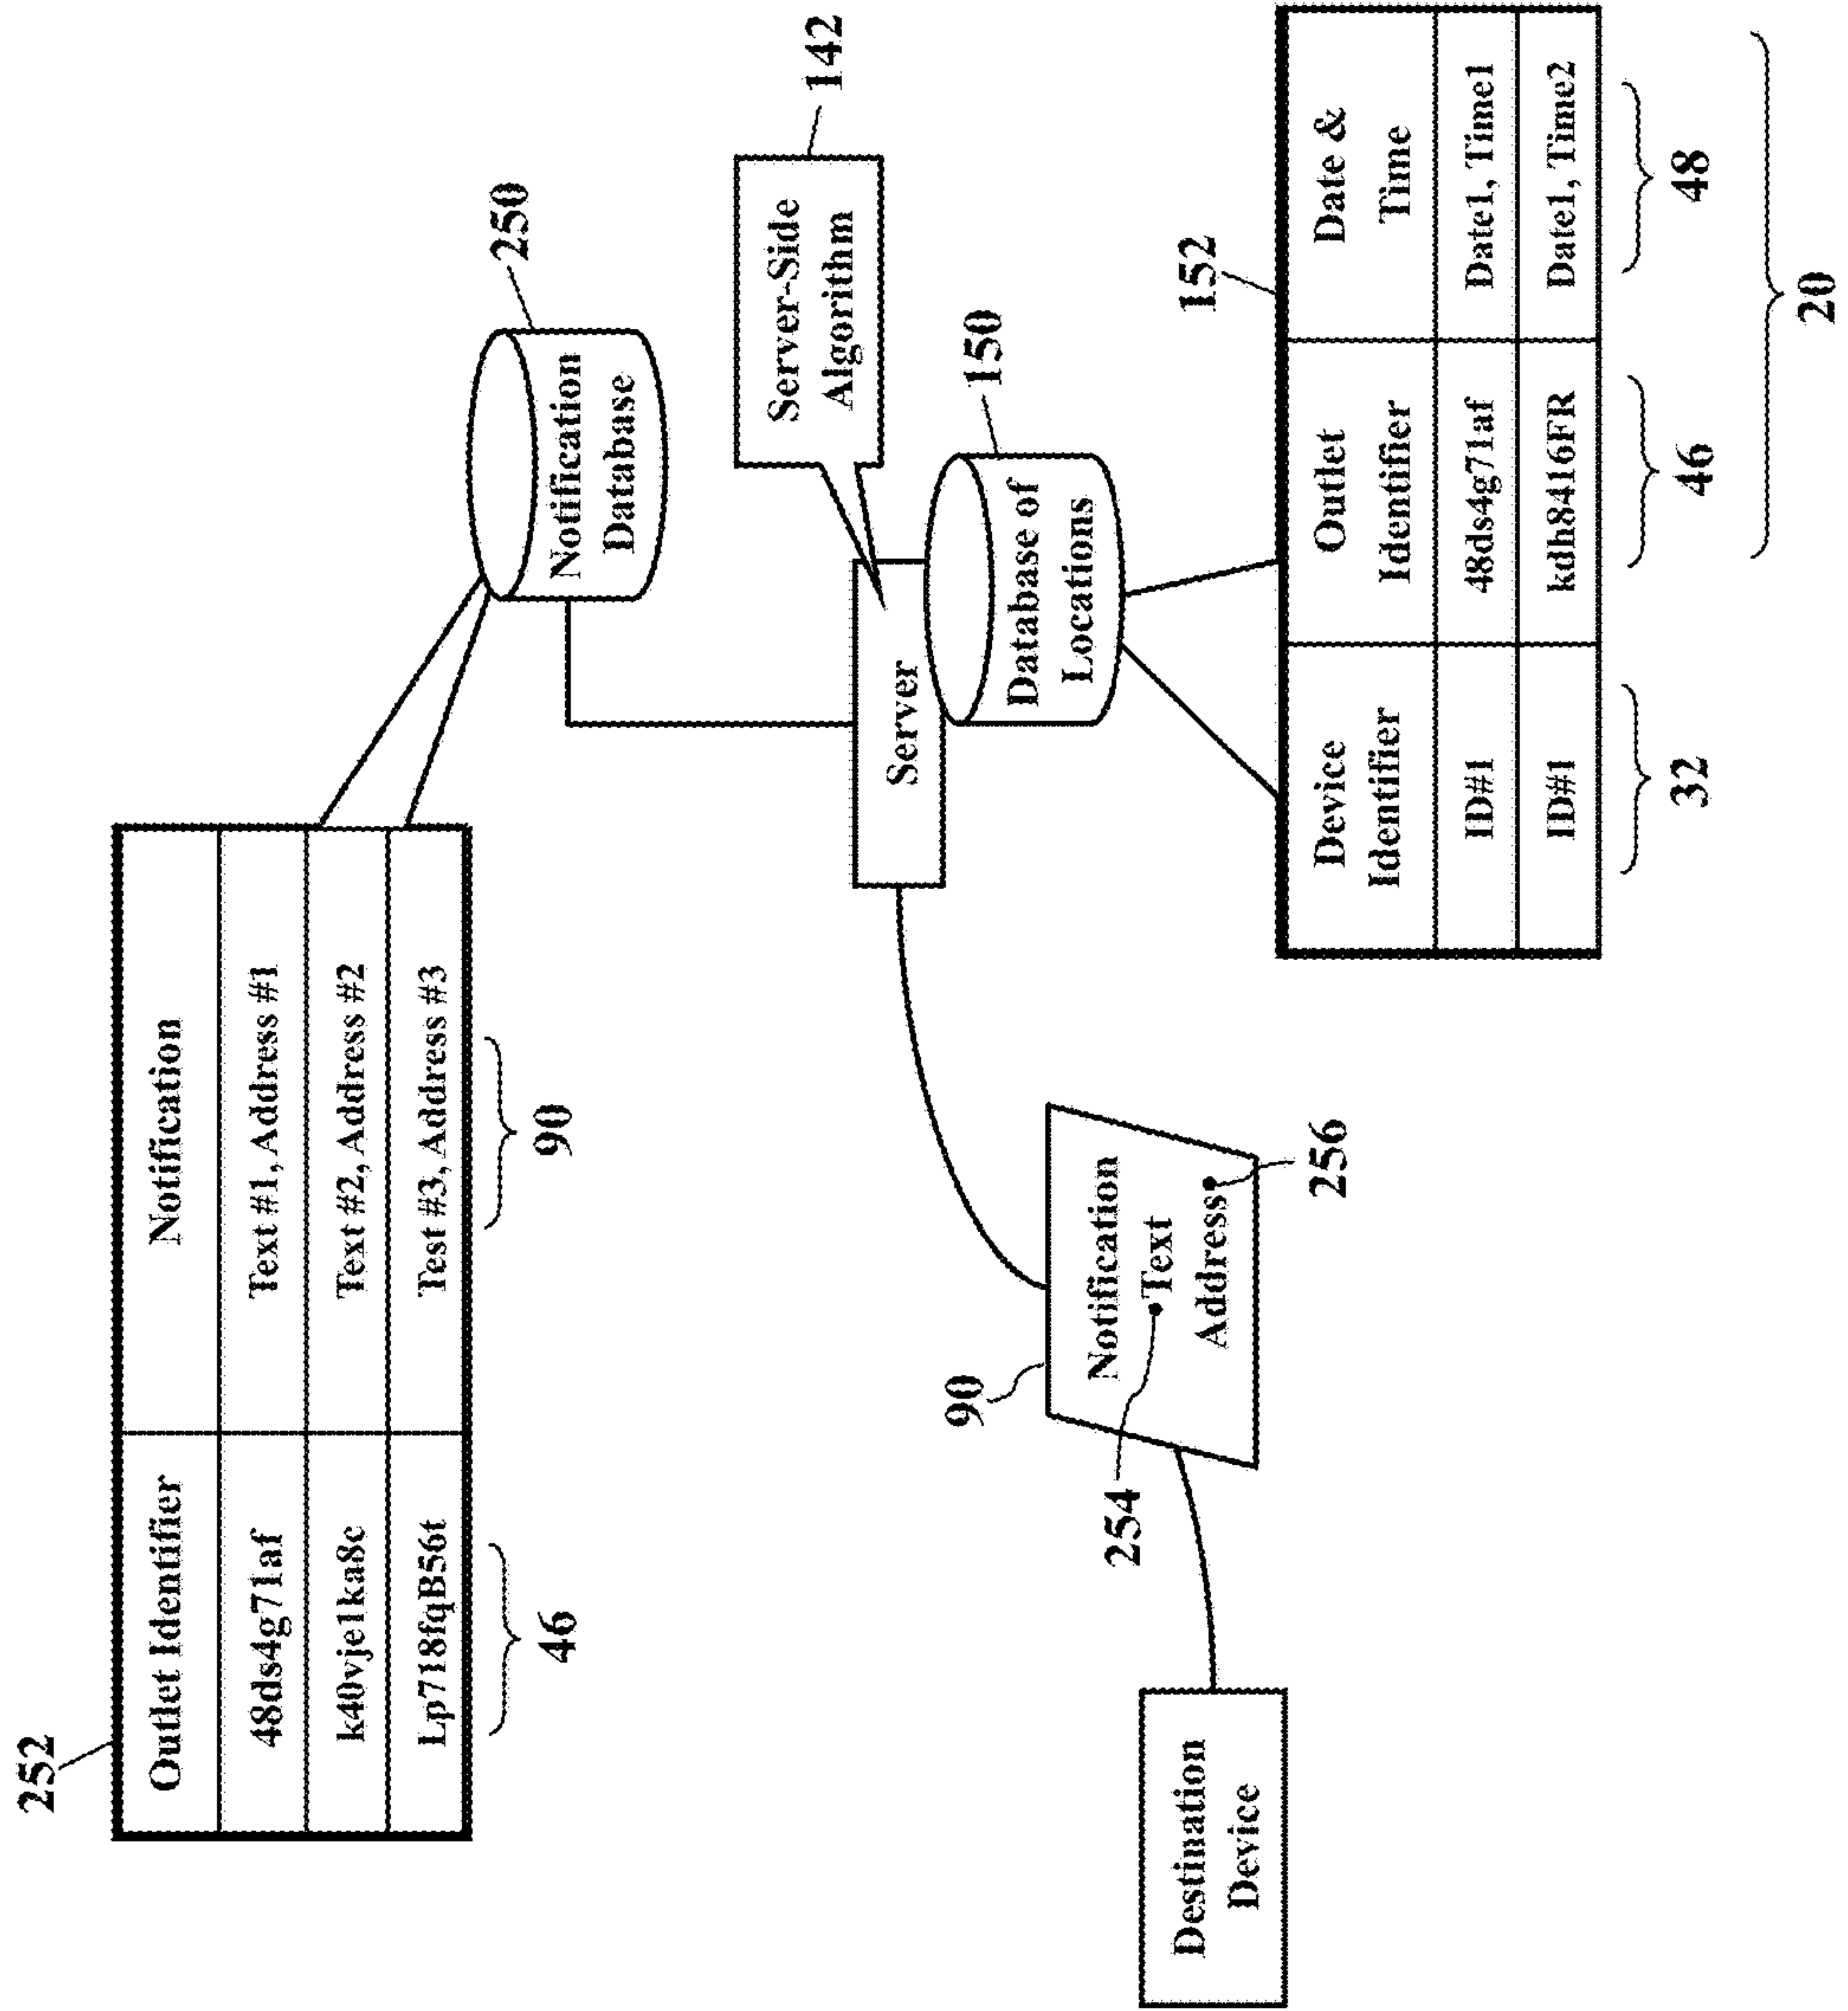 252
Outlet Identifier
Notification
48ds4g71af
Text #1, Address #1
k40vje1ka8c
Text #2, Address #2
Lp718fqB56t
Test #3, Address #3
46
90
250
Notification
Database
142
Server-Side
Algorithm
Server
150
Database of
Locations
90
Notification
Text
Address
254
256
Destination
Device
152
Device
Identifier
Outlet
Identifier
Date &
Time
ID#1
48ds4g71af
Date1, Time1
ID#1
kdh8416FR
Date1, Time2
32
46
48
20